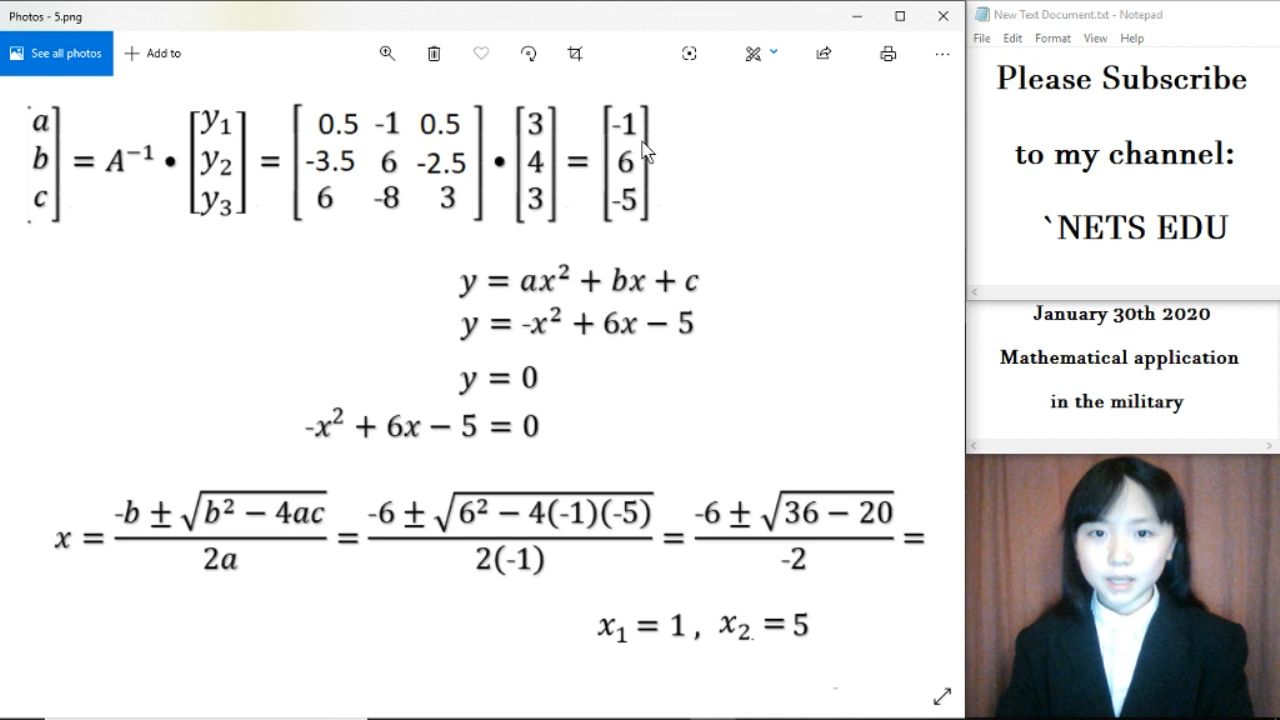 Photos - 5.png
See all photos
Add to
[a b c] = A⁻¹ • [y₁ y₂ y₃] = [0.5 -1 0.5; -3.5 6 -2.5; 6 -8 3] • [3 4 3] = [-1 6 -5]
y = ax² + bx + c
y = -x² + 6x − 5
y = 0
-x² + 6x − 5 = 0
x = (-b ± √(b² − 4ac)) / 2a = (-6 ± √(6² − 4(-1)(-5))) / 2(-1) = (-6 ± √(36 − 20)) / -2 =
x₁ = 1, x₂ = 5
New Text Document.txt - Notepad
File Edit Format View Help
Please Subscribe
to my channel:
`NETS EDU
January 30th 2020
Mathematical application
in the military